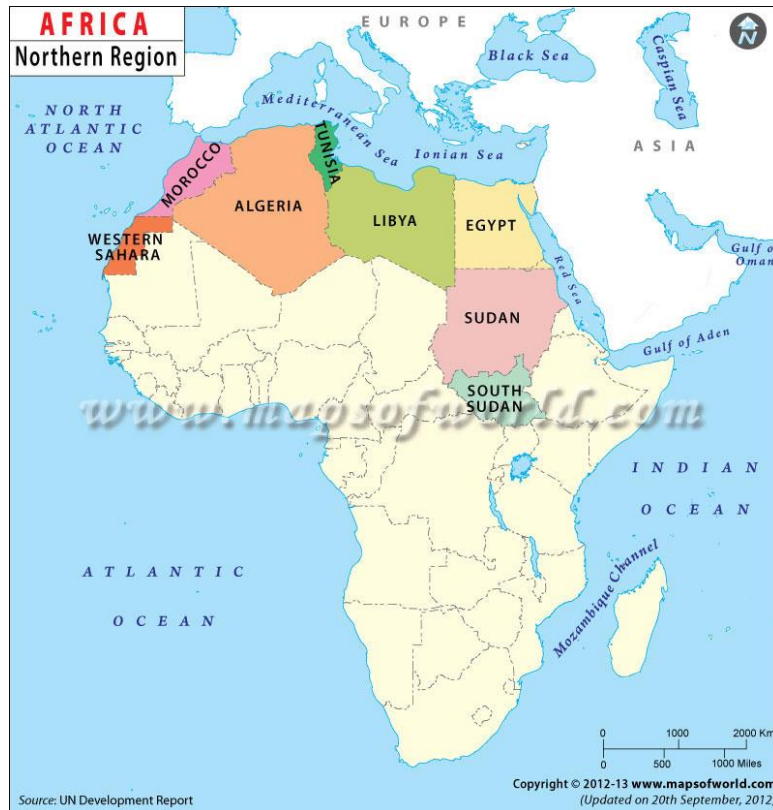 AFRICA
Northern Region
N
EUROPE
Black Sea
Caspian Sea
NORTH
ATLANTIC
OCEAN
Mediterranean Sea
Ionian Sea
ASIA
MOROCCO
TUNISIA
ALGERIA
LIBYA
EGYPT
WESTERN
SAHARA
Red Sea
Gulf o
Oman
SUDAN
Gulf of Aden
SOUTH
SUDAN
www.mapsofworld.com
INDIAN
OCEAN
ATLANTIC
OCEAN
Mozambique Channel
0 1000 2000 Km
0 500 1000 Miles
Source: UN Development Report
Copyright © 2012-13 www.mapsofworld.com
(Updated on 20th September, 2012